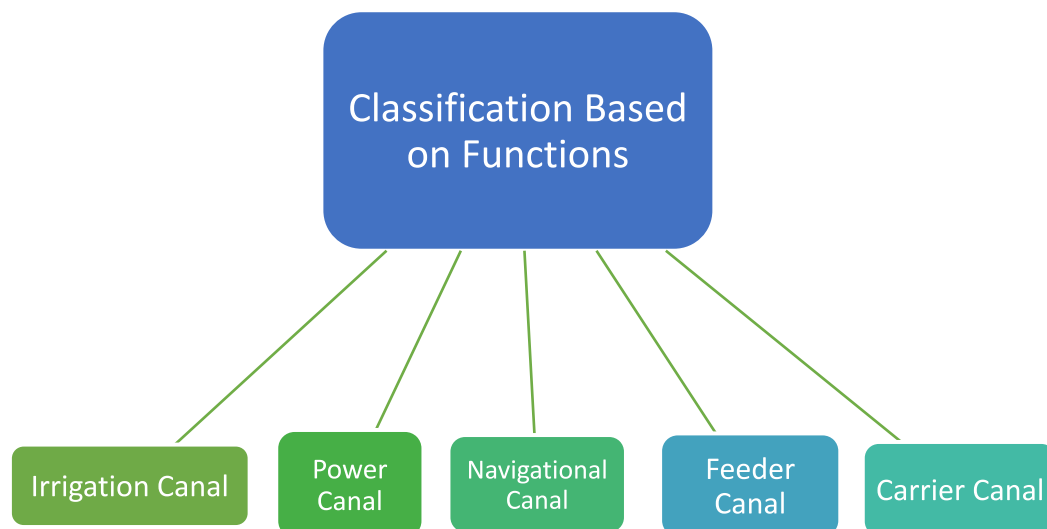 Classification Based
on Functions
Irrigation Canal
Power
Canal
Navigational
Canal
Feeder
Canal
Carrier Canal